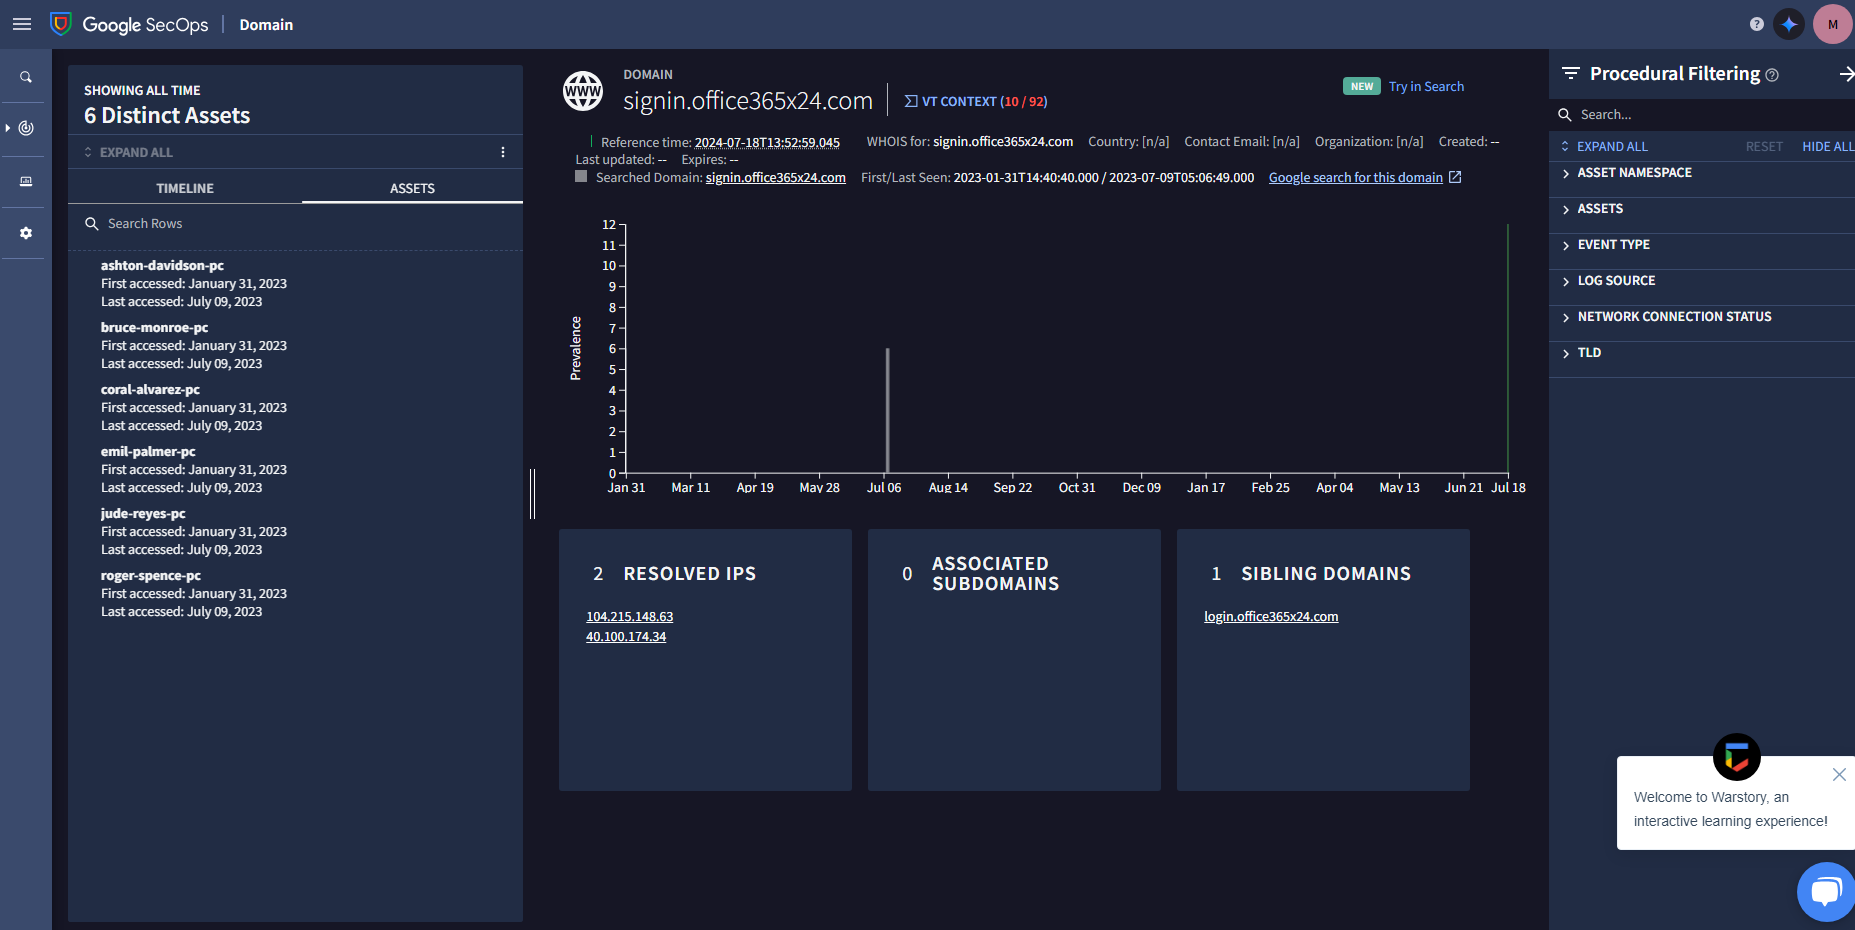 Google SecOps | Domain
? M
SHOWING ALL TIME
6 Distinct Assets
EXPAND ALL
TIMELINE ASSETS
Search Rows
ashton-davidson-pc
First accessed: January 31, 2023
Last accessed: July 09, 2023
bruce-monroe-pc
First accessed: January 31, 2023
Last accessed: July 09, 2023
coral-alvarez-pc
First accessed: January 31, 2023
Last accessed: July 09, 2023
emil-palmer-pc
First accessed: January 31, 2023
Last accessed: July 09, 2023
jude-reyes-pc
First accessed: January 31, 2023
Last accessed: July 09, 2023
roger-spence-pc
First accessed: January 31, 2023
Last accessed: July 09, 2023
WWW
DOMAIN
signin.office365x24.com
VT CONTEXT (10 / 92)
NEW Try in Search
Reference time: 2024-07-18T13:52:59.045 WHOIS for: signin.office365x24.com Country: [n/a] Contact Email: [n/a] Organization: [n/a] Created: --
Last updated: -- Expires: --
Searched Domain: signin.office365x24.com First/Last Seen: 2023-01-31T14:40:40.000 / 2023-07-09T05:06:49.000 Google search for this domain
Prevalence
12
11
10
9
8
7
6
5
4
3
2
1
0
Jan 31 Mar 11 Apr 19 May 28 Jul 06 Aug 14 Sep 22 Oct 31 Dec 09 Jan 17 Feb 25 Apr 04 May 13 Jun 21 Jul 18
2 RESOLVED IPS
104.215.148.63
40.100.174.34
0 ASSOCIATED
SUBDOMAINS
1 SIBLING DOMAINS
login.office365x24.com
Procedural Filtering ?
Search...
EXPAND ALL RESET HIDE ALL
ASSET NAMESPACE
ASSETS
EVENT TYPE
LOG SOURCE
NETWORK CONNECTION STATUS
TLD
Welcome to Warstory, an
interactive learning experience!